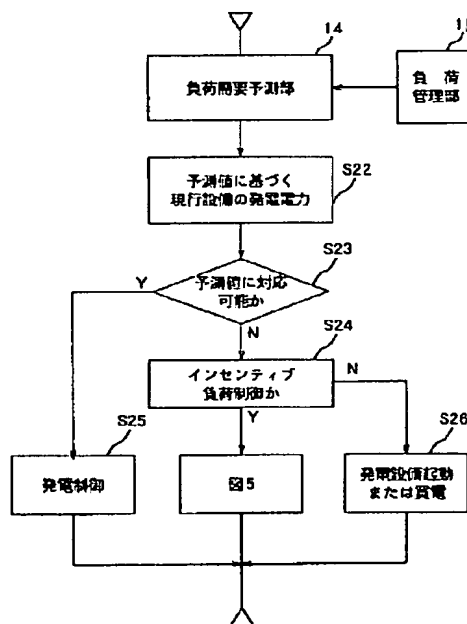 14
負荷需要予測部
負荷
管理部
S22
予測値に基づく
現行設備の発電電力
S23
予測値に対応
可能か
Y
N
S24
インセンティブ
負荷制御か
N
Y
S25
発電制御
図5
S26
発電設備起動
または買電